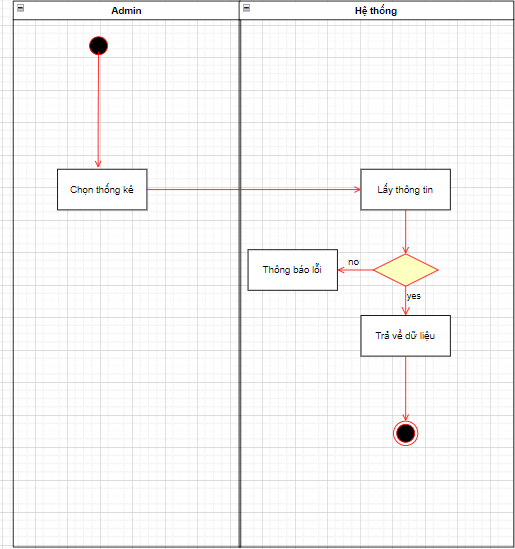 Admin
Hệ thống
Chọn thống kê
Lấy thông tin
no
Thông báo lỗi
yes
Trả về dữ liệu